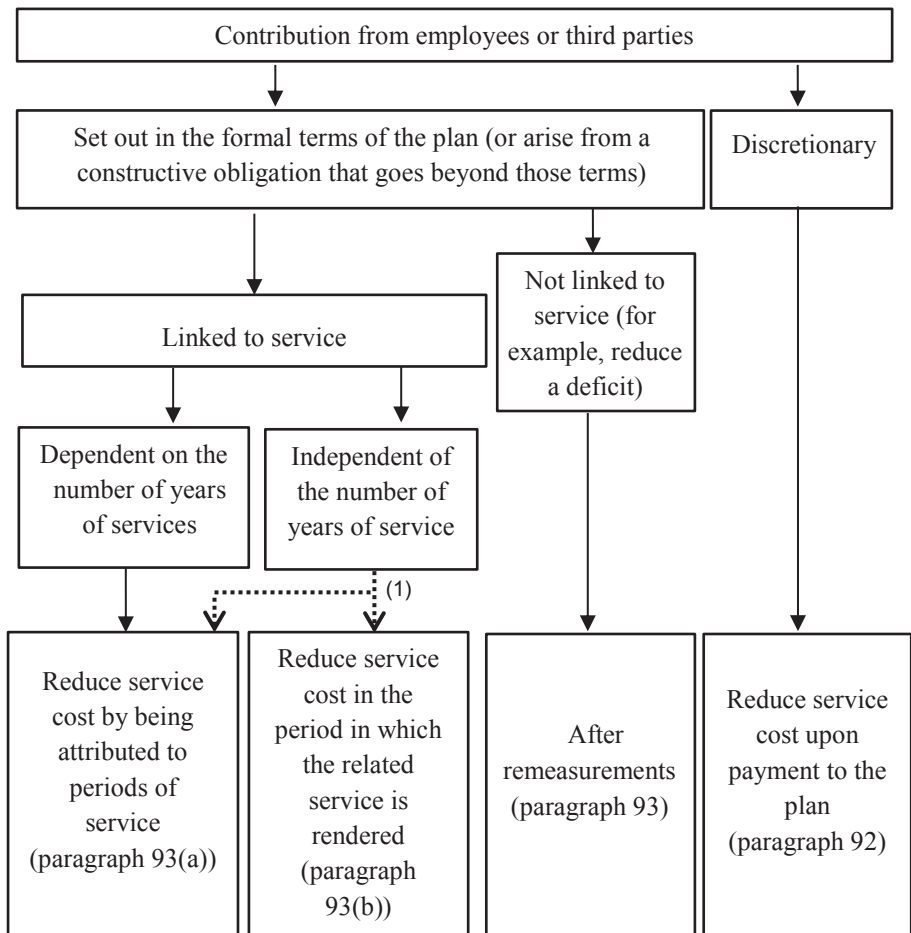 Contribution from employees or third parties
Set out in the formal terms of the plan (or arise from a
constructive obligation that goes beyond those terms)
Discretionary
Linked to service
Not linked to
service (for
example, reduce
a deficit)
Dependent on the
number of years
of services
Independent of
the number of
years of service
(1)
Reduce service
cost by being
attributed to
periods of
service
(paragraph 93(a))
Reduce service
cost in the
period in which
the related
service is
rendered
(paragraph
93(b))
After
remeasurements
(paragraph 93)
Reduce service
cost upon
payment to the
plan
(paragraph 92)